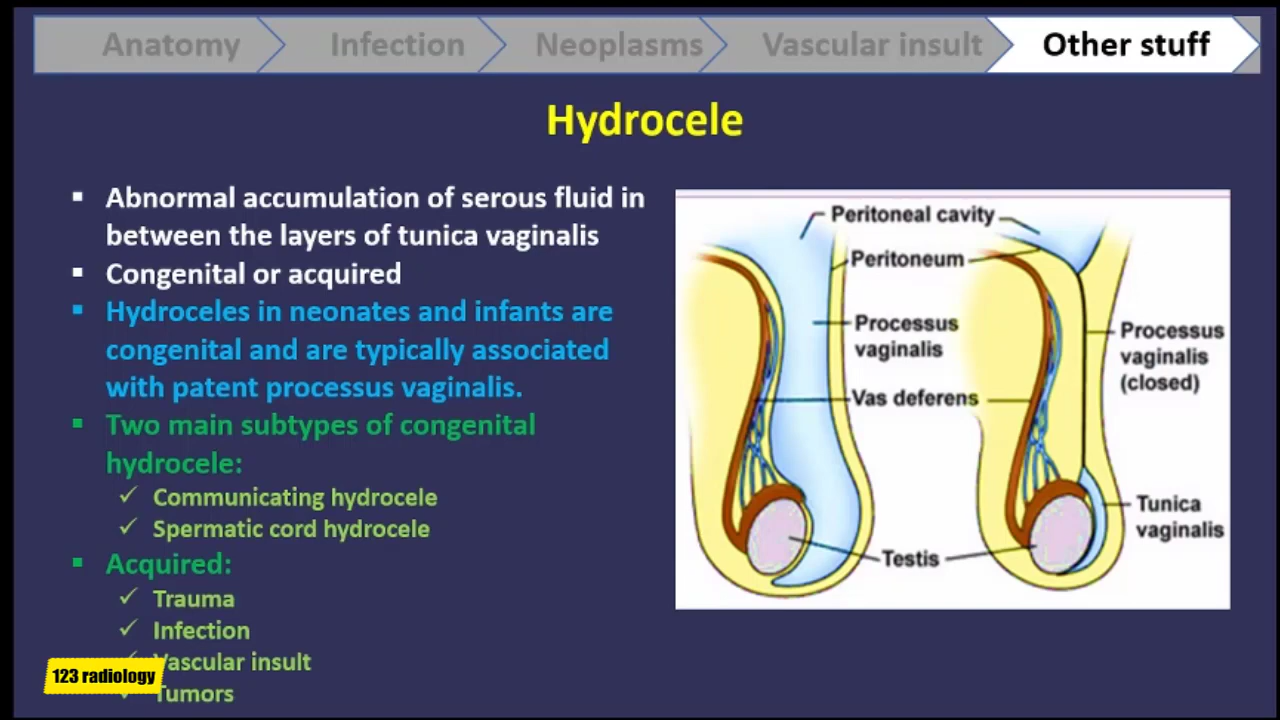 Anatomy Infection Neoplasms Vascular insult Other stuff
Hydrocele
▪ Abnormal accumulation of serous fluid in
between the layers of tunica vaginalis
▪ Congenital or acquired
▪ Hydroceles in neonates and infants are
congenital and are typically associated
with patent processus vaginalis.
▪ Two main subtypes of congenital
hydrocele:
✓ Communicating hydrocele
✓ Spermatic cord hydrocele
▪ Acquired:
✓ Trauma
✓ Infection
✓ Vascular insult
✓ Tumors
123 radiology
Peritoneal cavity
Peritoneum
Processus
vaginalis
Vas deferens
Testis
Processus
vaginalis
(closed)
Tunica
vaginalis